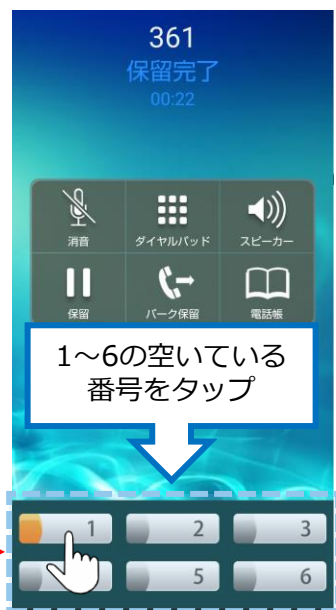 361
保留完了
00:22
消音
ダイヤルパッド
スピーカー
保留
パーク保留
電話帳
1～6の空いている
番号をタップ
1
2
3
5
6